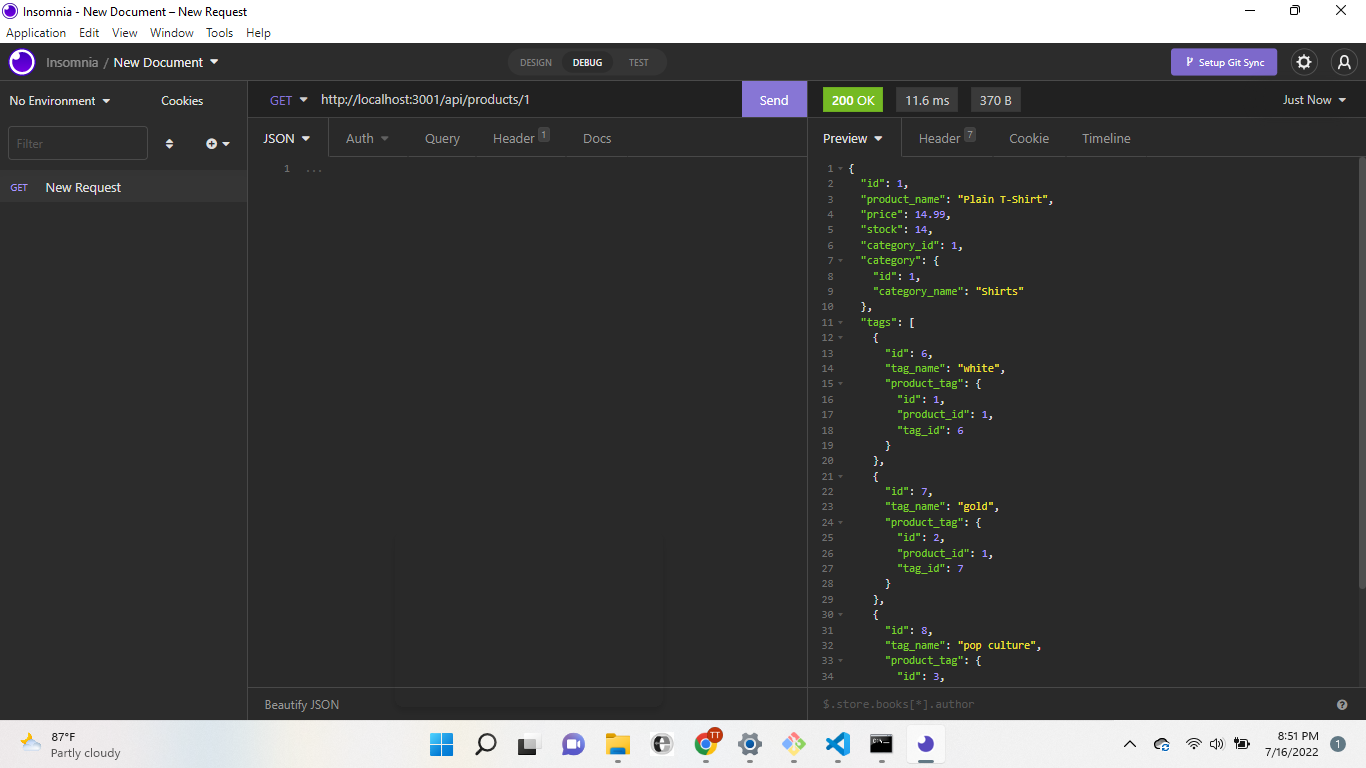 Insomnia - New Document – New Request
Application Edit View Window Tools Help
Insomnia / New Document
DESIGN DEBUG TEST
Setup Git Sync
No Environment Cookies
GET http://localhost:3001/api/products/1 Send
200 OK 11.6 ms 370 B Just Now
Filter
GET New Request
JSON Auth Query Header 1 Docs
1 ...
Preview Header 7 Cookie Timeline
1 {
2 "id": 1,
3 "product_name": "Plain T-Shirt",
4 "price": 14.99,
5 "stock": 14,
6 "category_id": 1,
7 "category": {
8 "id": 1,
9 "category_name": "Shirts"
10 },
11 "tags": [
12 {
13 "id": 6,
14 "tag_name": "white",
15 "product_tag": {
16 "id": 1,
17 "product_id": 1,
18 "tag_id": 6
19 }
20 },
21 {
22 "id": 7,
23 "tag_name": "gold",
24 "product_tag": {
25 "id": 2,
26 "product_id": 1,
27 "tag_id": 7
28 }
29 },
30 {
31 "id": 8,
32 "tag_name": "pop culture",
33 "product_tag": {
34 "id": 3,
Beautify JSON
$.store.books[*].author
87°F
Partly cloudy
TT
8:51 PM
7/16/2022
1